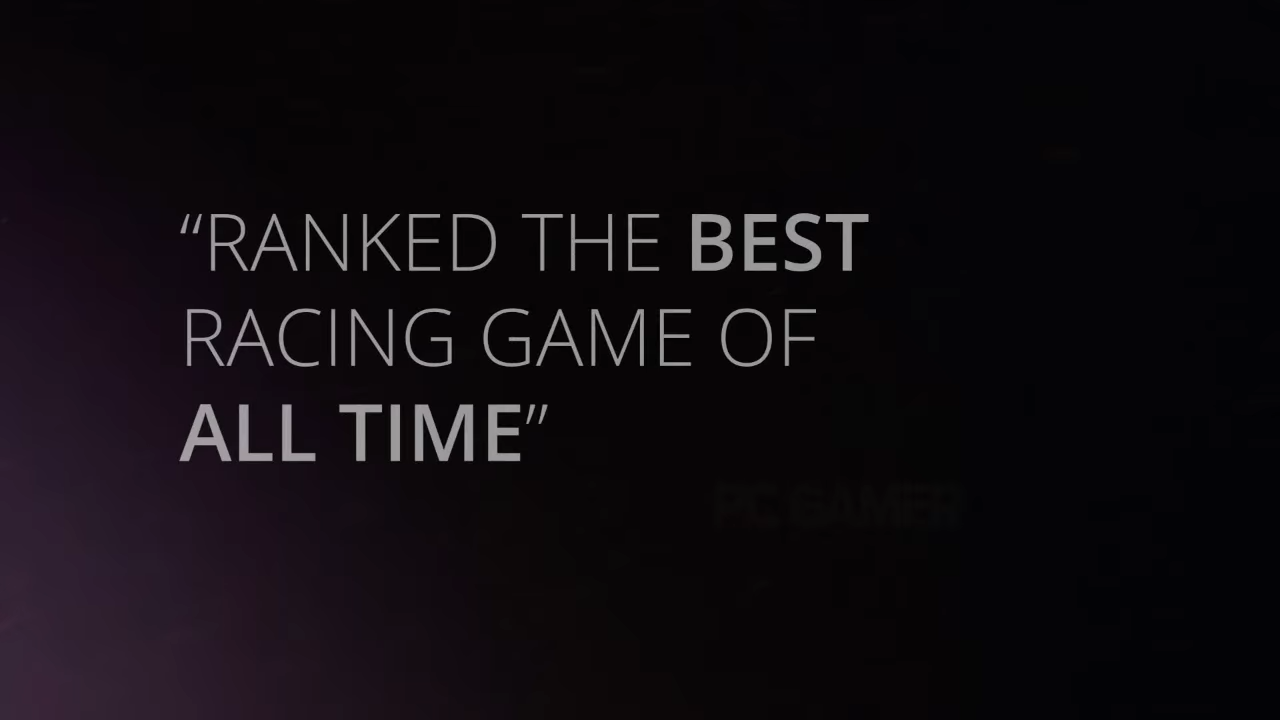 “RANKED THE BEST
RACING GAME OF
ALL TIME”
PC GAMER